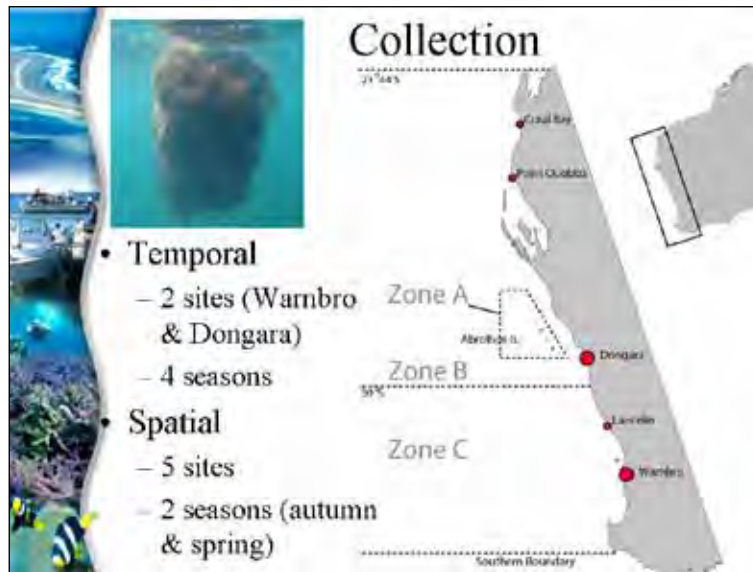 Collection
• Temporal
– 2 sites (Warnbro
& Dongara)
– 4 seasons
• Spatial
– 5 sites
– 2 seasons (autumn
& spring)
Coral Bay
Point Quobba
Zone A
Abrolhos Is.
Dongara
Zone B
Zone C
Lancelin
Warnbro
Southern Boundary